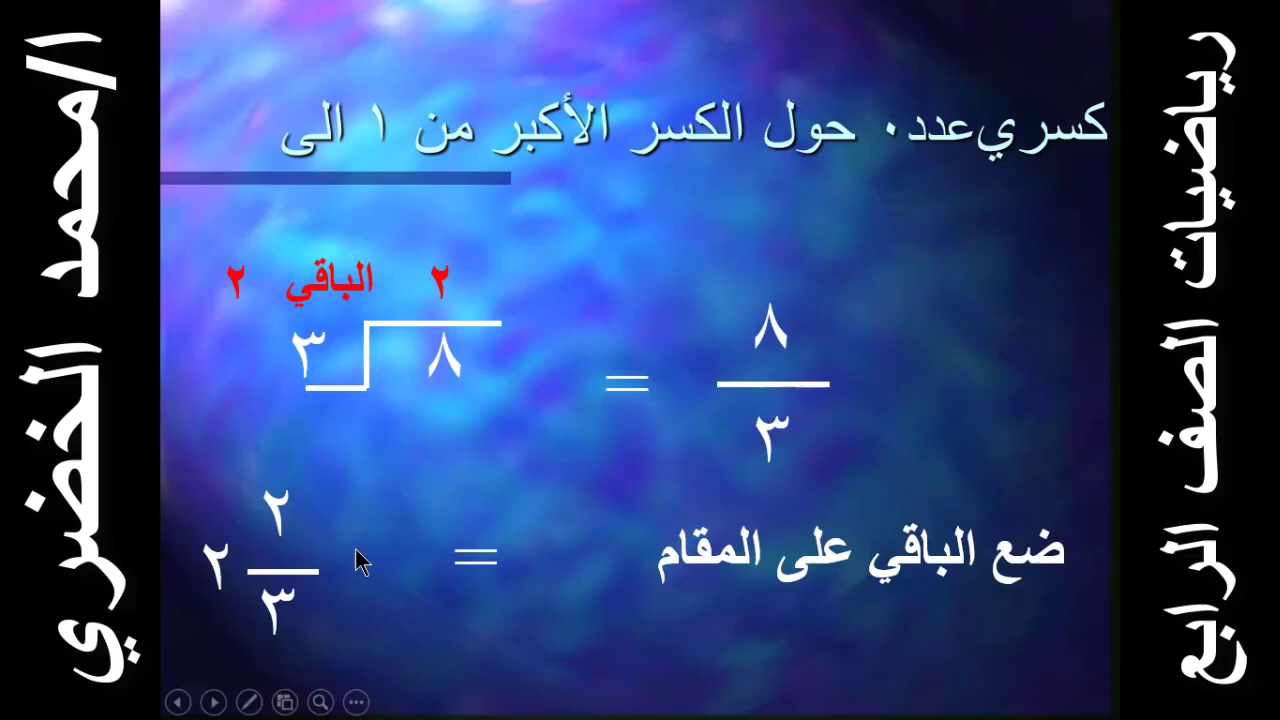 رياضيات الصف الرابع
كسري عدد٠ حول الكسر الأكبر من ١ الى
٢ الباقي ٢
٣ ٨
٨
=
٣
ضع الباقي على المقام = ٢ ٢/٣
ا/محمد الخضري